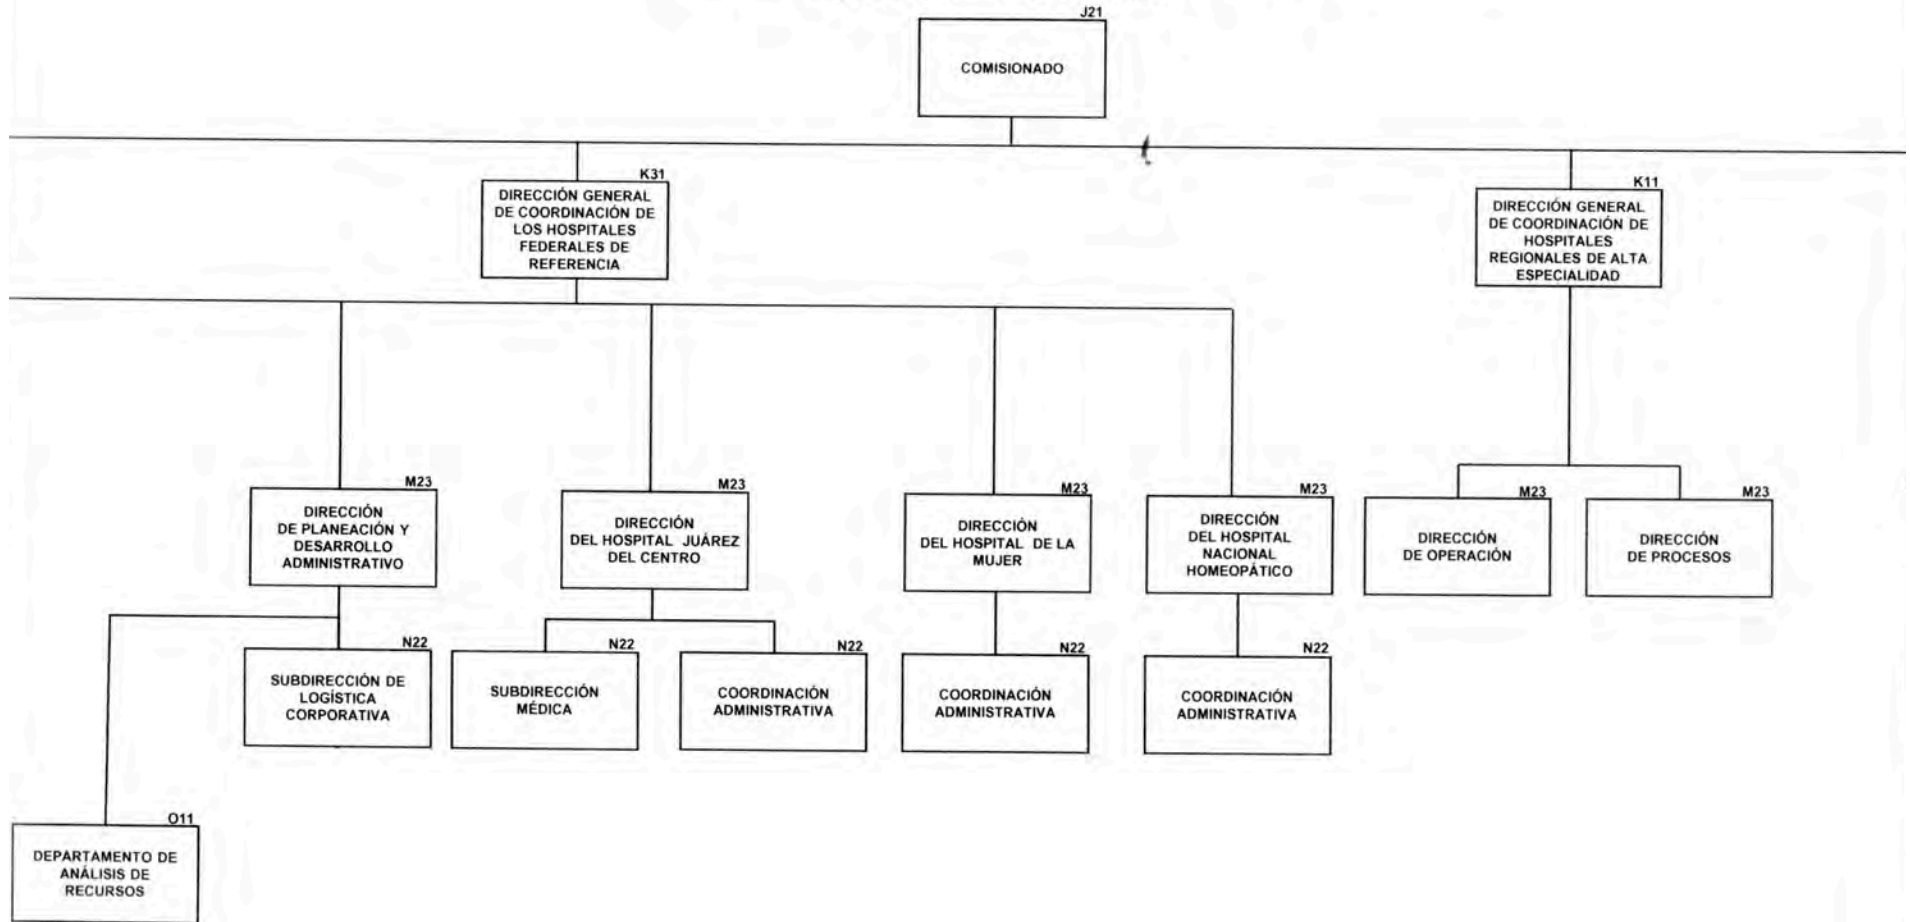 J21
COMISIONADO
K31
DIRECCIÓN GENERAL
DE COORDINACIÓN DE
LOS HOSPITALES
FEDERALES DE
REFERENCIA
K11
DIRECCIÓN GENERAL
DE COORDINACIÓN DE
HOSPITALES
REGIONALES DE ALTA
ESPECIALIDAD
M23
DIRECCIÓN
DE PLANEACIÓN Y
DESARROLLO
ADMINISTRATIVO
M23
DIRECCIÓN
DEL HOSPITAL JUÁREZ
DEL CENTRO
M23
DIRECCIÓN
DEL HOSPITAL DE LA
MUJER
M23
DIRECCIÓN
DEL HOSPITAL
NACIONAL
HOMEOPÁTICO
M23
DIRECCIÓN
DE OPERACIÓN
M23
DIRECCIÓN
DE PROCESOS
N22
SUBDIRECCIÓN DE
LOGÍSTICA
CORPORATIVA
N22
SUBDIRECCIÓN
MÉDICA
N22
COORDINACIÓN
ADMINISTRATIVA
N22
COORDINACIÓN
ADMINISTRATIVA
N22
COORDINACIÓN
ADMINISTRATIVA
O11
DEPARTAMENTO DE
ANÁLISIS DE
RECURSOS